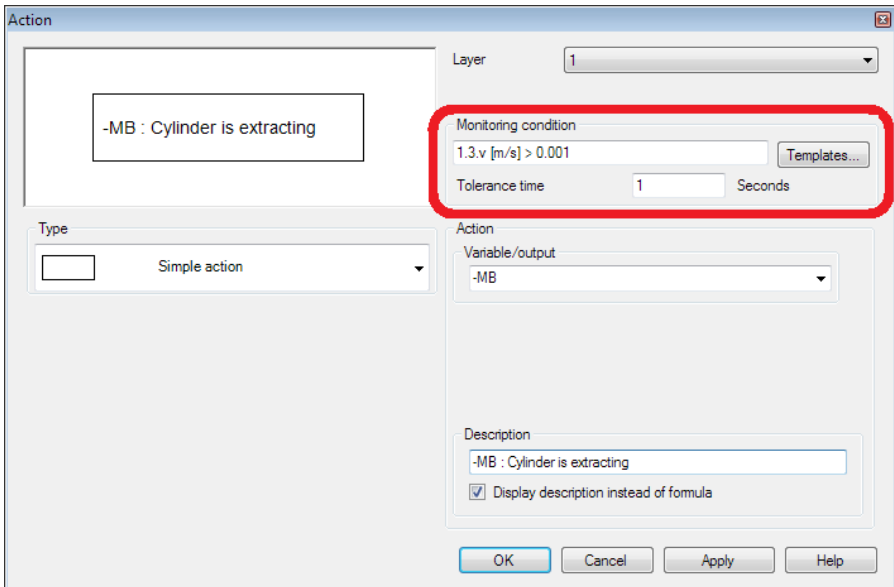 Action
-MB : Cylinder is extracting
Layer
1
Monitoring condition
1.3.v [m/s] > 0.001
Templates...
Tolerance time
1
Seconds
Type
Simple action
Action
Variable/output
-MB
Description
-MB : Cylinder is extracting
Display description instead of formula
OK
Cancel
Apply
Help